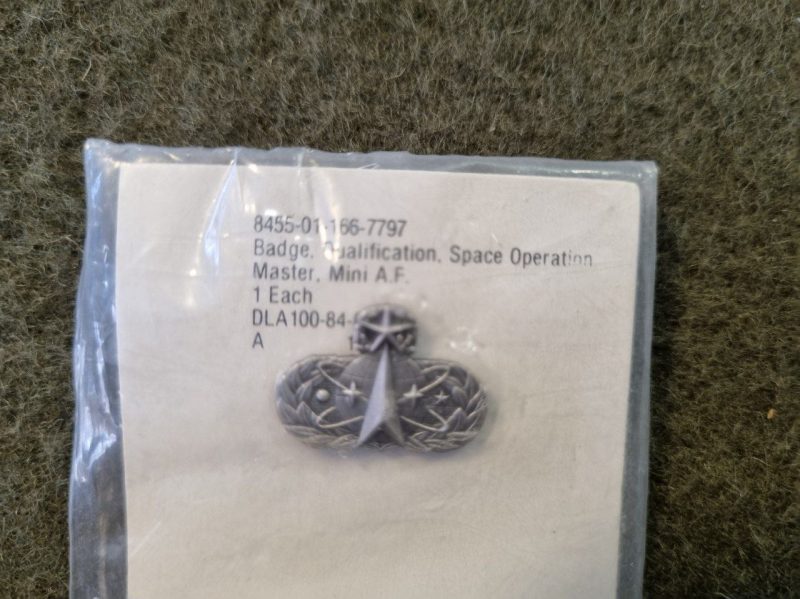 8455-01-166-7797
Badge, Qualification, Space Operation
Master, Mini A.F.
1 Each
DLA100-84-
A